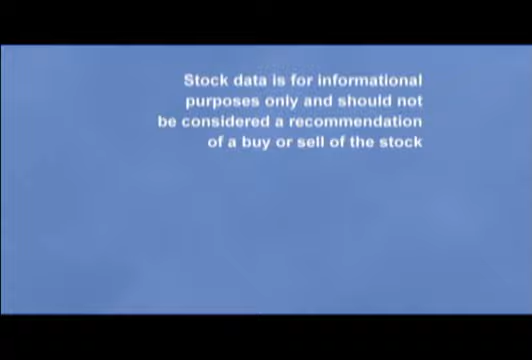 Stock data is for informational
purposes only and should not
be considered a recommendation
of a buy or sell of the stock